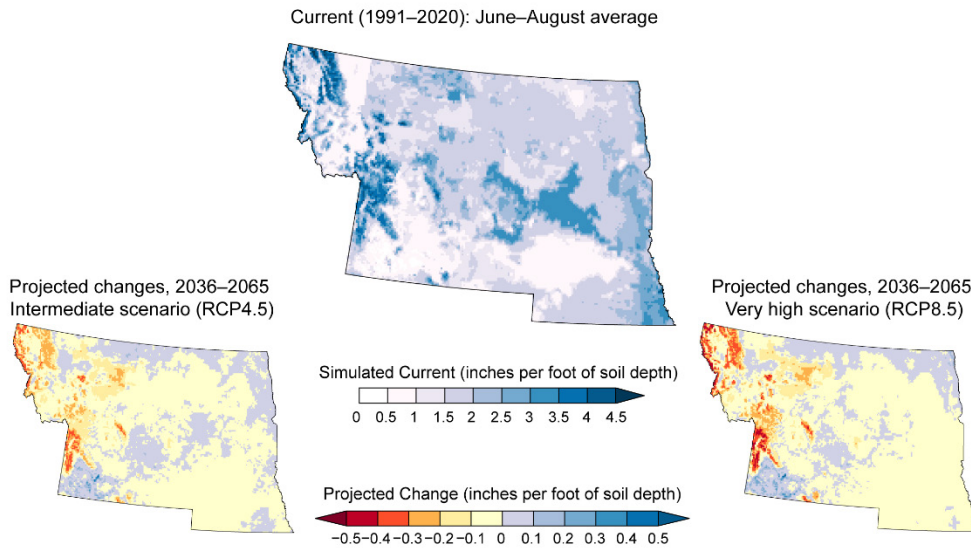 Current (1991–2020): June–August average
Projected changes, 2036–2065
Intermediate scenario (RCP4.5)
Projected changes, 2036–2065
Very high scenario (RCP8.5)
Simulated Current (inches per foot of soil depth)
0 0.5 1 1.5 2 2.5 3 3.5 4 4.5
Projected Change (inches per foot of soil depth)
−0.5 −0.4 −0.3 −0.2 −0.1 0 0.1 0.2 0.3 0.4 0.5